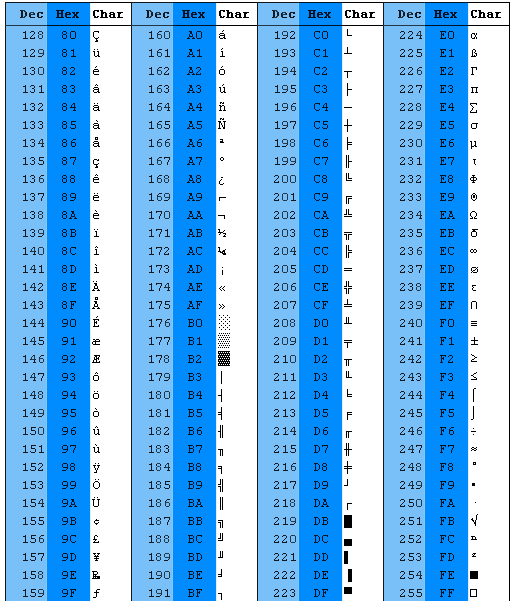 Dec Hex Char Dec Hex Char Dec Hex Char Dec Hex Char
128 80 Ç 160 A0 á 192 C0 └ 224 E0 α
129 81 ü 161 A1 í 193 C1 ┴ 225 E1 ß
130 82 é 162 A2 ó 194 C2 ┬ 226 E2 Γ
131 83 â 163 A3 ú 195 C3 ├ 227 E3 π
132 84 ä 164 A4 ñ 196 C4 ─ 228 E4 Σ
133 85 à 165 A5 Ñ 197 C5 ┼ 229 E5 σ
134 86 å 166 A6 ª 198 C6 ╞ 230 E6 µ
135 87 ç 167 A7 º 199 C7 ╟ 231 E7 τ
136 88 ê 168 A8 ¿ 200 C8 ╚ 232 E8 Φ
137 89 ë 169 A9 ⌐ 201 C9 ╔ 233 E9 Θ
138 8A è 170 AA ¬ 202 CA ╩ 234 EA Ω
139 8B ï 171 AB ½ 203 CB ╦ 235 EB δ
140 8C î 172 AC ¼ 204 CC ╠ 236 EC ∞
141 8D ì 173 AD ¡ 205 CD ═ 237 ED ∅
142 8E Ä 174 AE « 206 CE ╬ 238 EE ε
143 8F Å 175 AF » 207 CF ╧ 239 EF ∩
144 90 É 176 B0 ░ 208 D0 ╨ 240 F0 ≡
145 91 æ 177 B1 ▒ 209 D1 ╤ 241 F1 ±
146 92 Æ 178 B2 ▓ 210 D2 ╥ 242 F2 ≥
147 93 ô 179 B3 │ 211 D3 ╙ 243 F3 ≤
148 94 ö 180 B4 ┤ 212 D4 ╘ 244 F4 ⌠
149 95 ò 181 B5 ╡ 213 D5 ╒ 245 F5 ⌡
150 96 û 182 B6 ╢ 214 D6 ╓ 246 F6 ÷
151 97 ù 183 B7 ╖ 215 D7 ╫ 247 F7 ≈
152 98 ÿ 184 B8 ╕ 216 D8 ╪ 248 F8 °
153 99 Ö 185 B9 ╣ 217 D9 ┘ 249 F9 •
154 9A Ü 186 BA ║ 218 DA ┌ 250 FA ·
155 9B ¢ 187 BB ╗ 219 DB █ 251 FB √
156 9C £ 188 BC ╝ 220 DC ▄ 252 FC ⁿ
157 9D ¥ 189 BD ╜ 221 DD ▌ 253 FD ²
158 9E ₧ 190 BE ╛ 222 DE ▐ 254 FE ■
159 9F ƒ 191 BF ┐ 223 DF ▀ 255 FF □